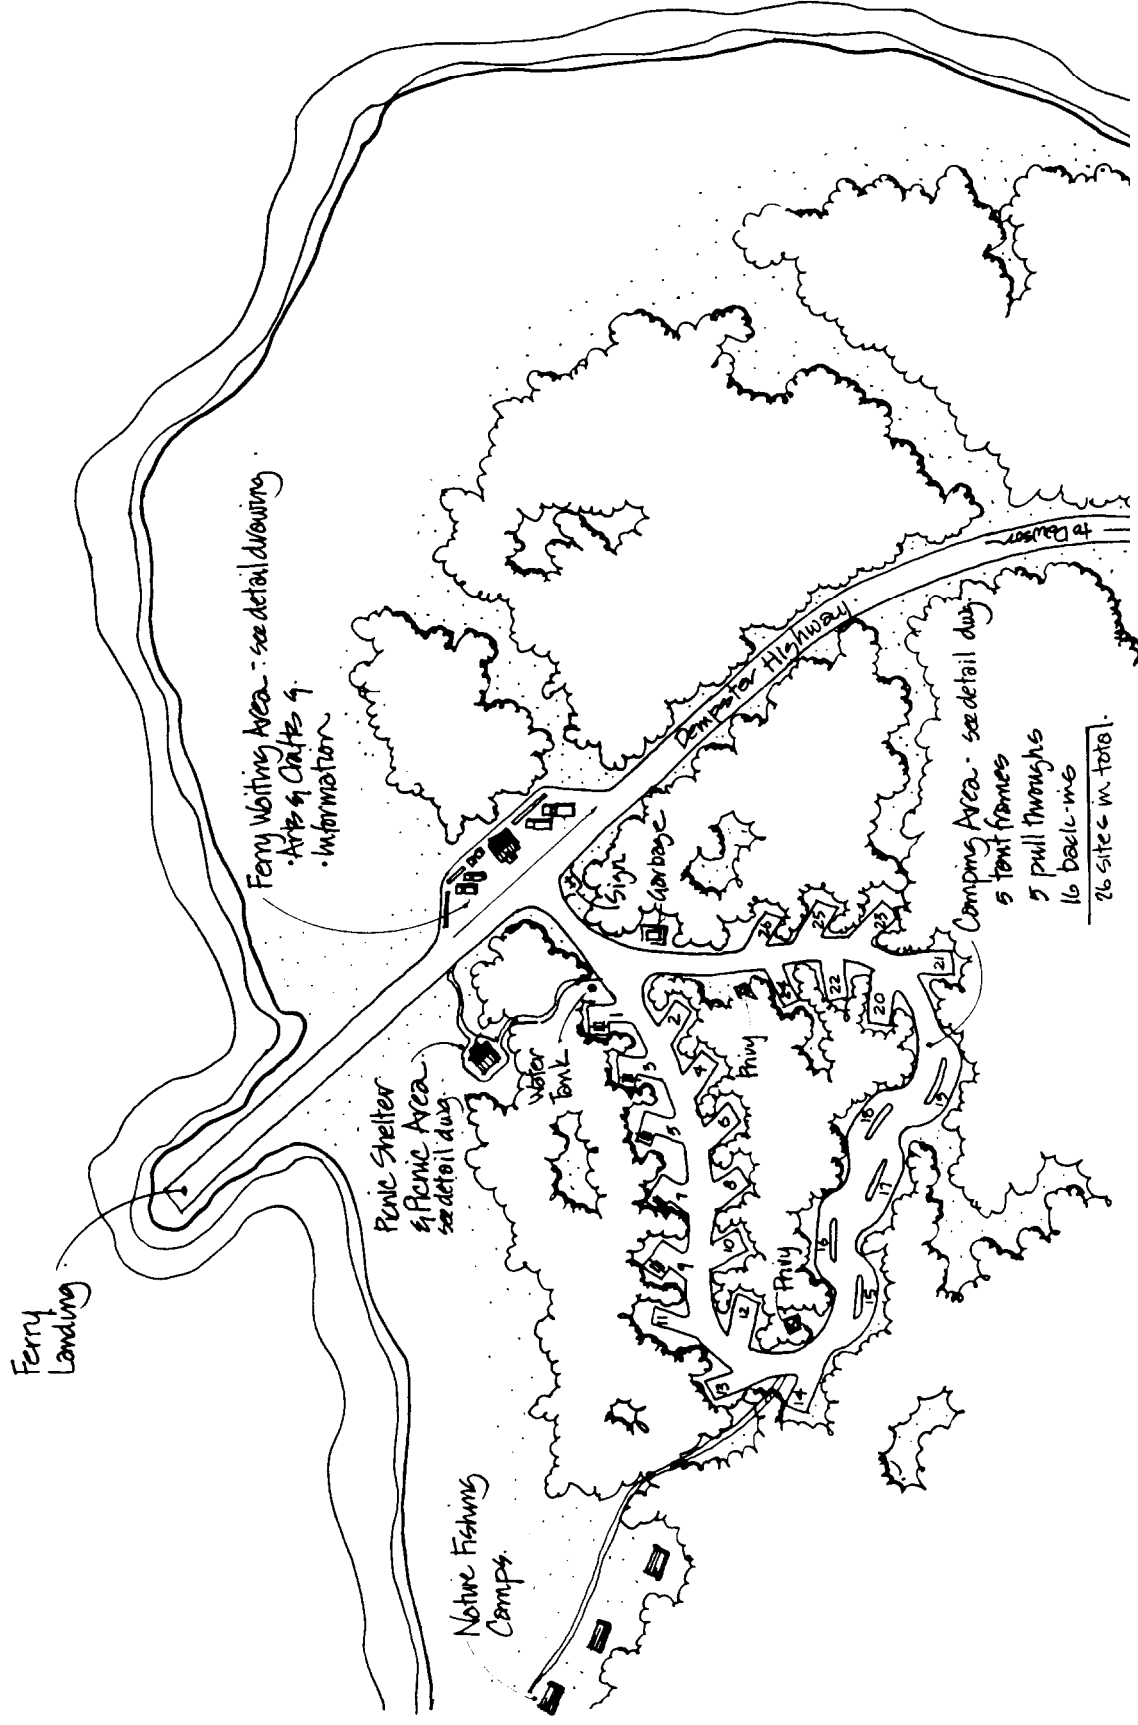 Ferry
Landing
Ferry Waiting Area - see detail drawing.
· Arts & Crafts &
· Information
Picnic Shelter
& Picnic Area
see detail dwg.
Water
Tank
Native Fishing
Camps.
Sign
Garbage
Dempster Highway
to Dawson
Privy
Privy
Camping Area - see detail dwg.
5 tent frames
5 pull throughs
16 back-ins
26 sites in total.
1
2
3
4
5
6
7
8
9
10
11
12
13
14
15
16
17
18
19
20
21
22
23
24
25
26